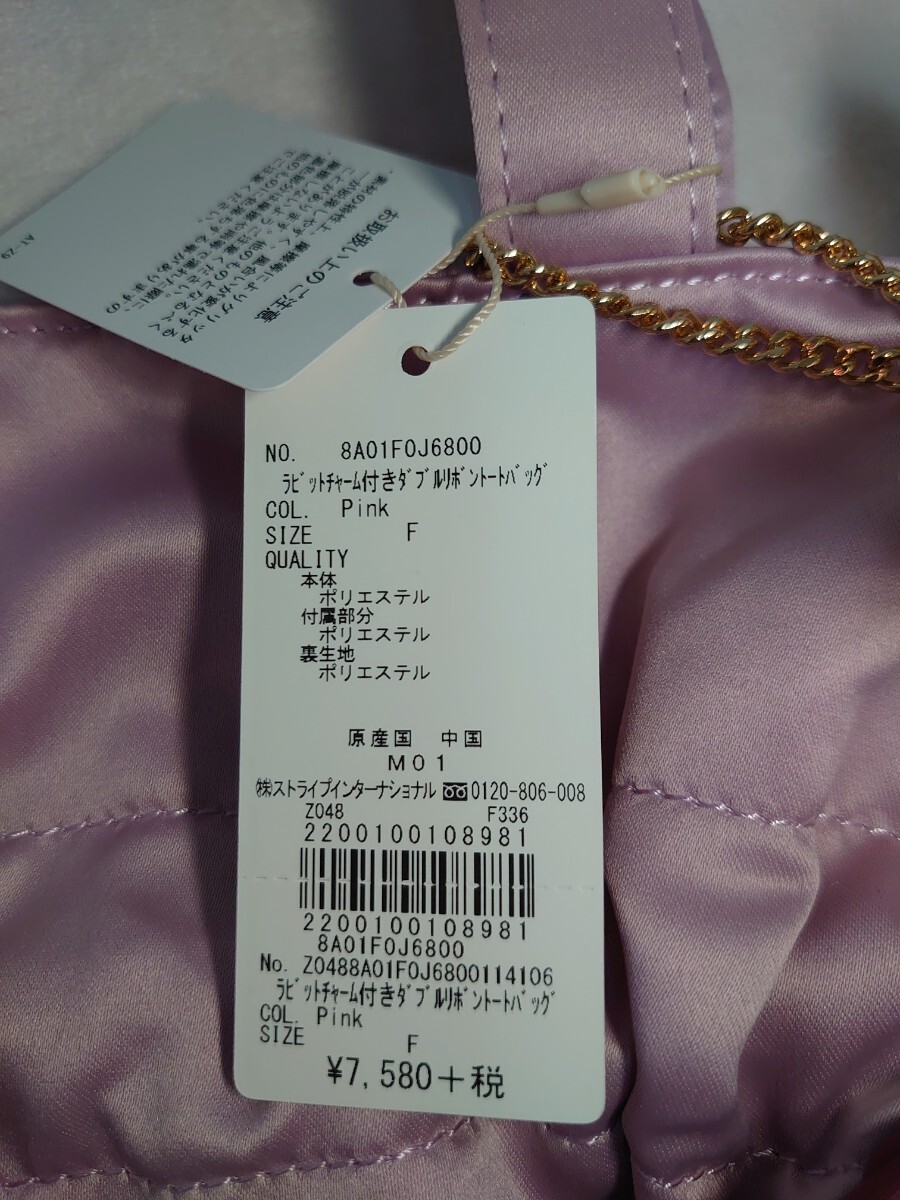 お取扱い上のご注意
NO. 8A01F0J6800
ﾗﾋﾞｯﾄﾁｬｰﾑ付きﾀﾞﾌﾞﾙﾘﾎﾞﾝﾄｰﾄﾊﾞｯｸﾞ
COL. Pink
SIZE F
QUALITY
本体
ポリエステル
付属部分
ポリエステル
裏生地
ポリエステル
原産国 中国
M01
㈱ストライプインターナショナル 0120-806-008
Z048 F336
2200100108981
2200100108981
8A01F0J6800
No. Z0488A01F0J6800114106
ﾗﾋﾞｯﾄﾁｬｰﾑ付きﾀﾞﾌﾞﾙﾘﾎﾞﾝﾄｰﾄﾊﾞｯｸﾞ
COL. Pink
SIZE F
¥7,580+税